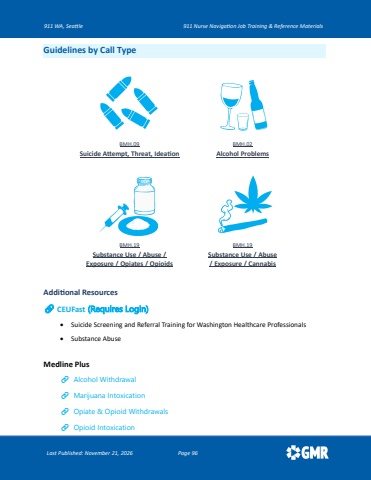 911 WA, Seattle
911 Nurse Navigation Job Training & Reference Materials
Guidelines by Call Type
BMH.09
Suicide Attempt, Threat, Ideation
BMH.02
Alcohol Problems
BMH.19
Substance Use / Abuse /
Exposure / Opiates / Opioids
BMH.19
Substance Use / Abuse
/ Exposure / Cannabis
Additional Resources
CEUFast (Requires Login)
• Suicide Screening and Referral Training for Washington Healthcare Professionals
• Substance Abuse
Medline Plus
Alcohol Withdrawal
Marijuana Intoxication
Opiate & Opioid Withdrawals
Opioid Intoxication
Last Published: November 21, 2026
Page 96
GMR